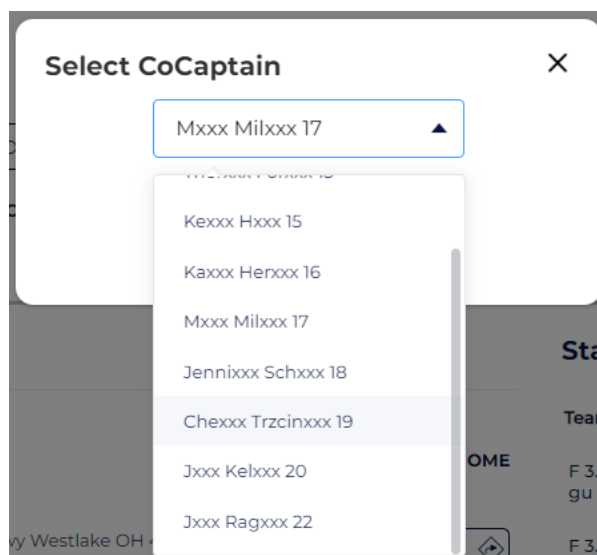 Select CoCaptain
Mxxx Milxxx 17
Kexxx Hxxx 15
Kaxxx Herxxx 16
Mxxx Milxxx 17
Jennixxx Schxxx 18
Chexxx Trzcinxxx 19
Jxxx Kelxxx 20
Jxxx Ragxxx 22
Westlake OH
OME
Sta
Tea
F 3.
gu
F 3.